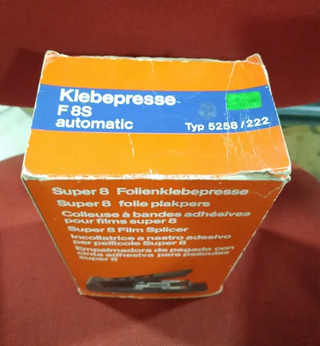 Klebepresse
F 8S
automatic
Typ 5258/222
Super 8 Folienklebepresse
Super 8 folie plakpers
Colleuse à bandes adhésives
pour films super 8
Super 8 Film Splicer
Incollatrice a nastro adesivo
per pellicole Super 8
Empalmadora de pegado con
cinta adhesiva para películas
super 8